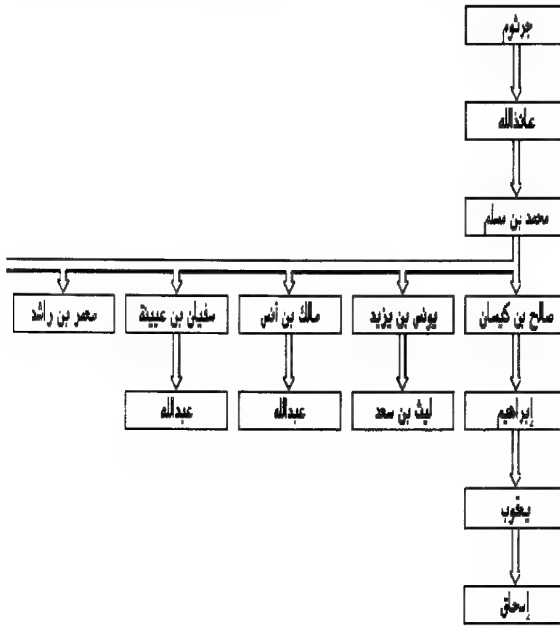 جرثوم
عائذالله
محمد بن مسلم
صالح بن كيسان
يونس بن يزيد
مالك بن أنس
سفيان بن عيينة
معمر بن راشد
إبراهيم
ليث بن سعد
عبدالله
عبدالله
يعقوب
إسحاق